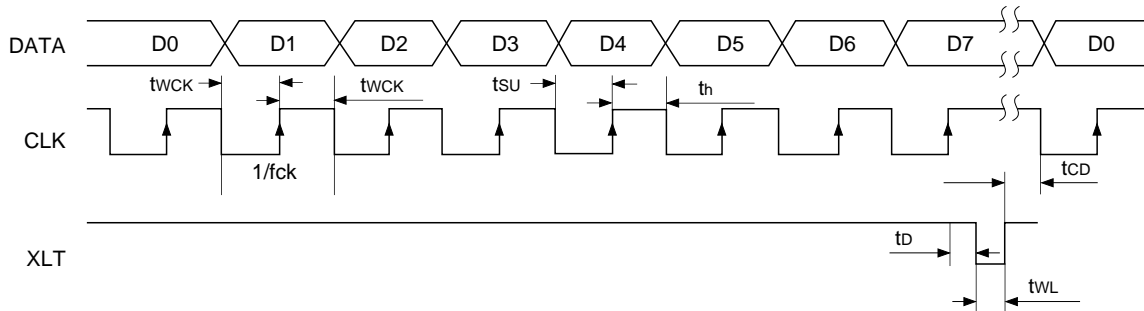 DATA D0 D1 D2 D3 D4 D5 D6 D7 D0
tWCK tWCK tSU th
CLK
1/fck
tCD
XLT
tD
tWL